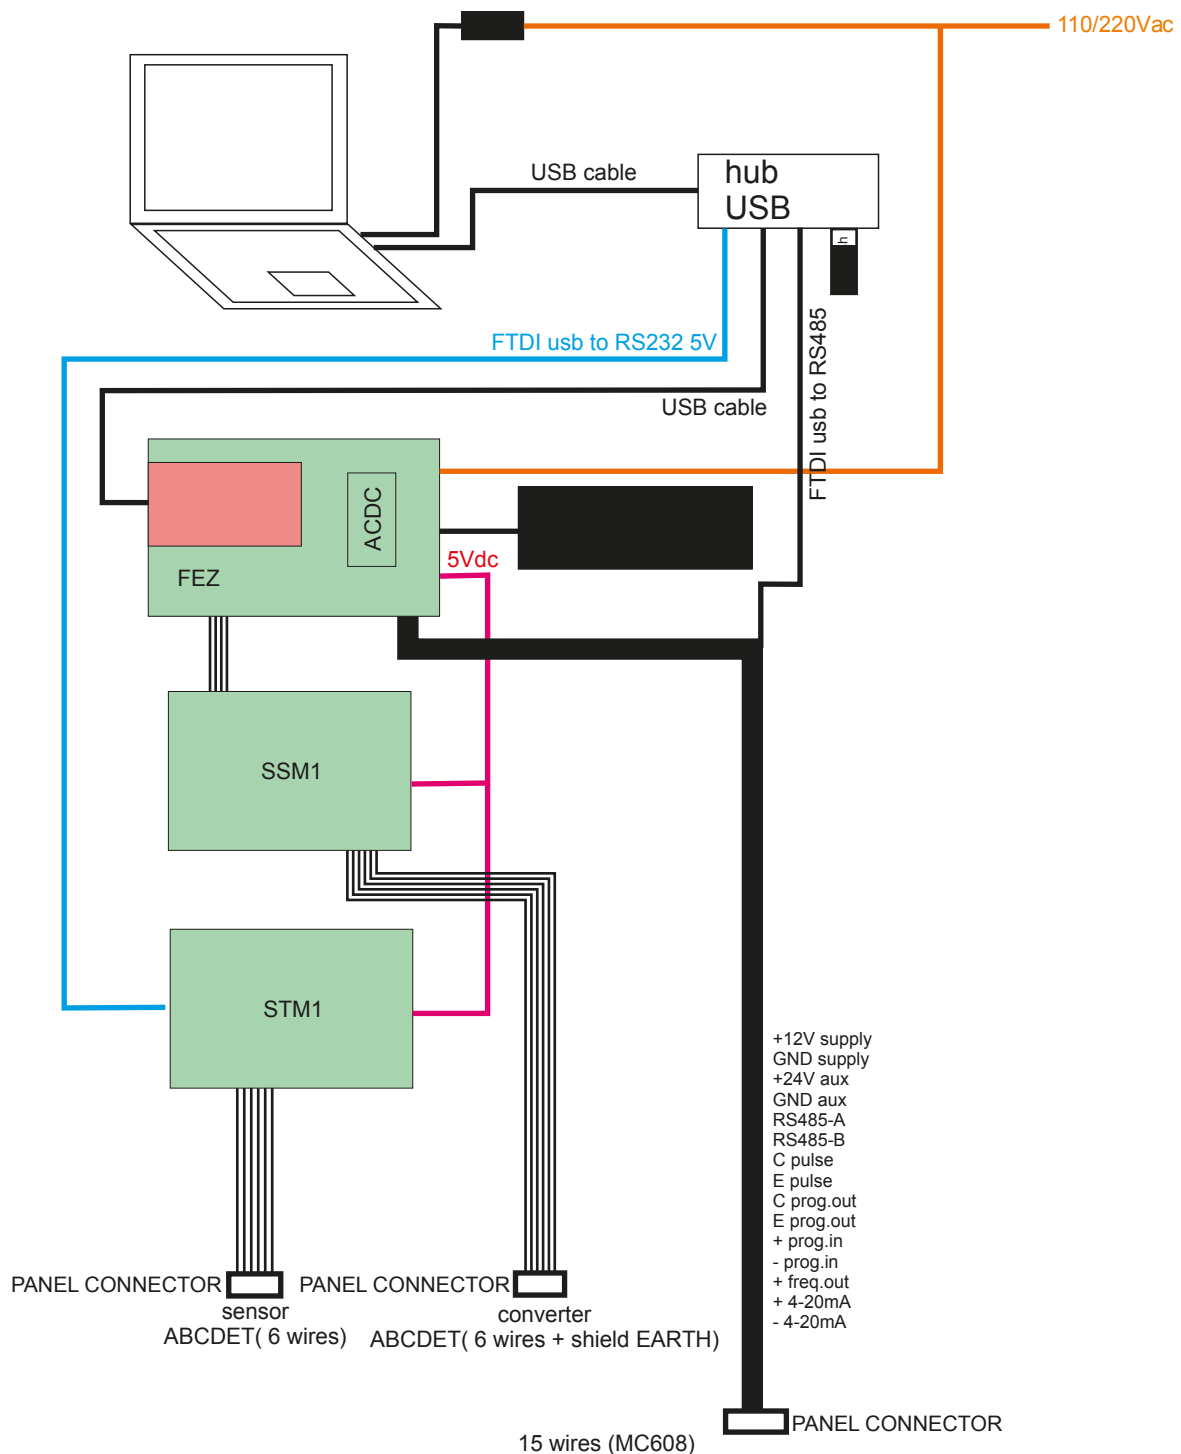 110/220Vac
USB cable
hub
USB
h
FTDI usb to RS232 5V
FTDI usb to RS485
USB cable
ACDC
5Vdc
FEZ
SSM1
STM1
+12V supply
GND supply
+24V aux
GND aux
RS485-A
RS485-B
C pulse
E pulse
C prog.out
E prog.out
+ prog.in
- prog.in
+ freq.out
+ 4-20mA
- 4-20mA
PANEL CONNECTOR
sensor
ABCDET( 6 wires)
PANEL CONNECTOR
converter
ABCDET( 6 wires + shield EARTH)
PANEL CONNECTOR
15 wires (MC608)